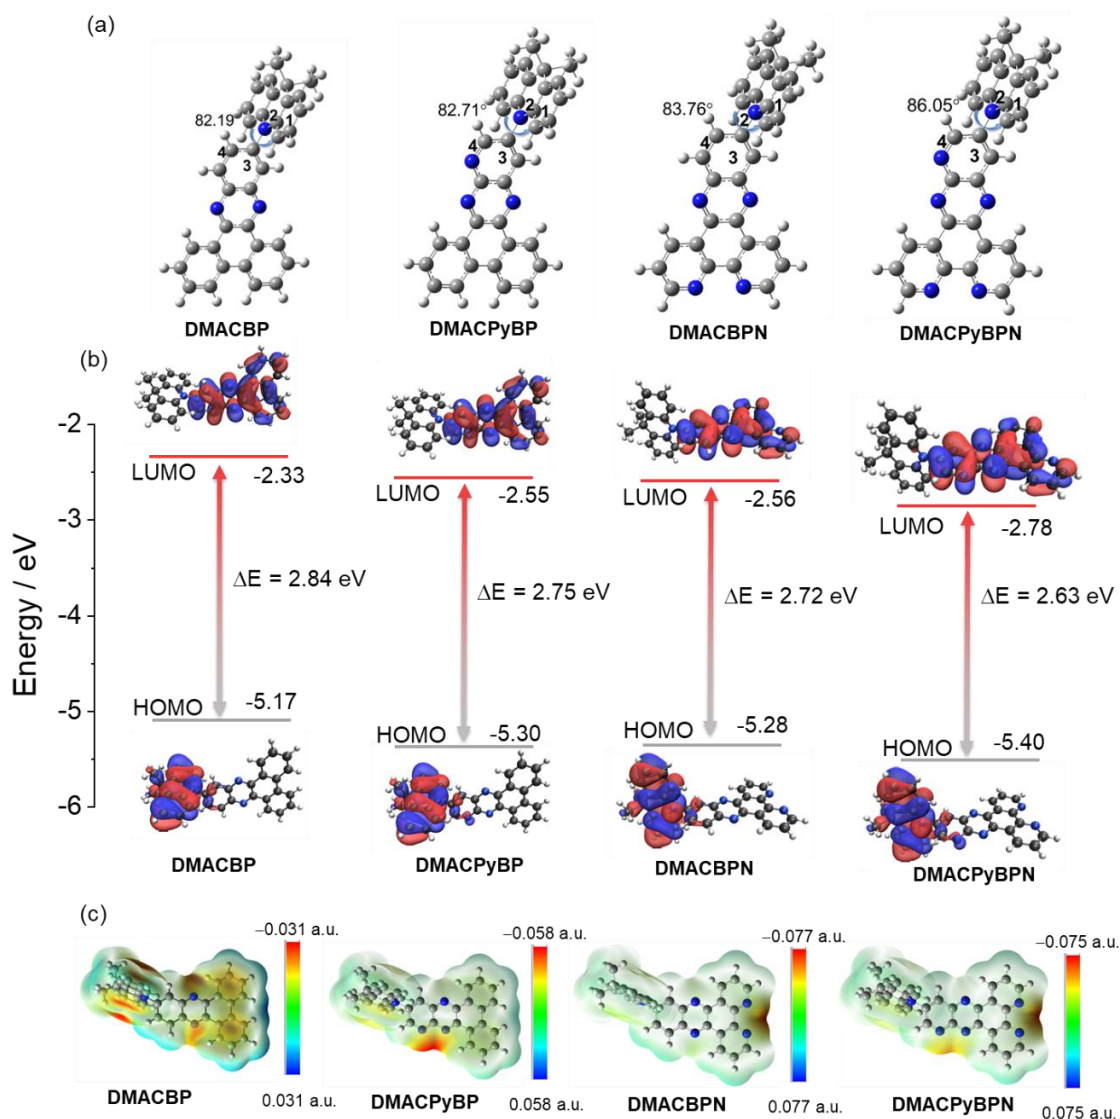 (a)
82.19°
2
1
4
3
82.71°
2
1
4
3
83.76°
2
1
4
3
86.05°
2
1
4
3
DMACBP
DMACPyBP
DMACBPN
DMACPyBPN
(b)
Energy / eV
-2
-3
-4
-5
-6
LUMO -2.33
LUMO -2.55
LUMO -2.56
LUMO -2.78
ΔE = 2.84 eV
ΔE = 2.75 eV
ΔE = 2.72 eV
ΔE = 2.63 eV
HOMO -5.17
HOMO -5.30
HOMO -5.28
HOMO -5.40
DMACBP
DMACPyBP
DMACBPN
DMACPyBPN
(c)
−0.031 a.u.
0.031 a.u.
DMACBP
−0.058 a.u.
0.058 a.u.
DMACPyBP
−0.077 a.u.
0.077 a.u.
DMACBPN
−0.075 a.u.
0.075 a.u.
DMACPyBPN